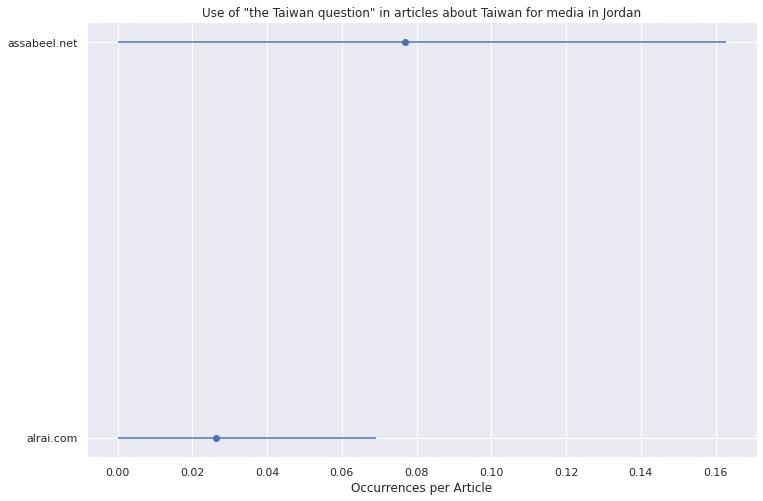 Use of "the Taiwan question" in articles about Taiwan for media in Jordan
assabeel.net
alrai.com
0.00 0.02 0.04 0.06 0.08 0.10 0.12 0.14 0.16
Occurrences per Article